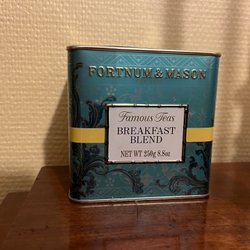 FORTNUM & MASON
Famous Teas
BREAKFAST
BLEND
NET WT 250g 8.8oz